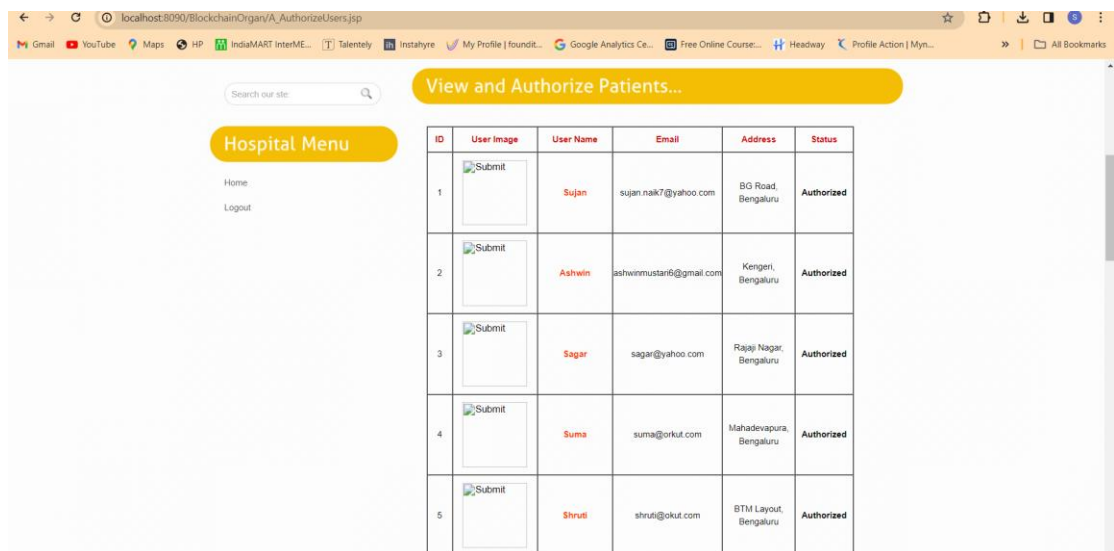 localhost:8090/BlockchainOrgan/A_AuthorizeUsers.jsp
S
Gmail YouTube Maps HP IndiaMART InterME... Talentely Instahyre My Profile | foundit... Google Analytics Ce... Free Online Course:... Headway Profile Action | Myn... » All Bookmarks
Search our site:
View and Authorize Patients...
Hospital Menu
Home
Logout
ID User Image User Name Email Address Status
1 Submit Sujan sujan.naik7@yahoo.com BG Road, Bengaluru Authorized
2 Submit Ashwin ashwinmustari6@gmail.com Kengeri, Bengaluru Authorized
3 Submit Sagar sagar@yahoo.com Rajaji Nagar, Bengaluru Authorized
4 Submit Suma suma@orkut.com Mahadevapura, Bengaluru Authorized
5 Submit Shruti shruti@okut.com BTM Layout, Bengaluru Authorized